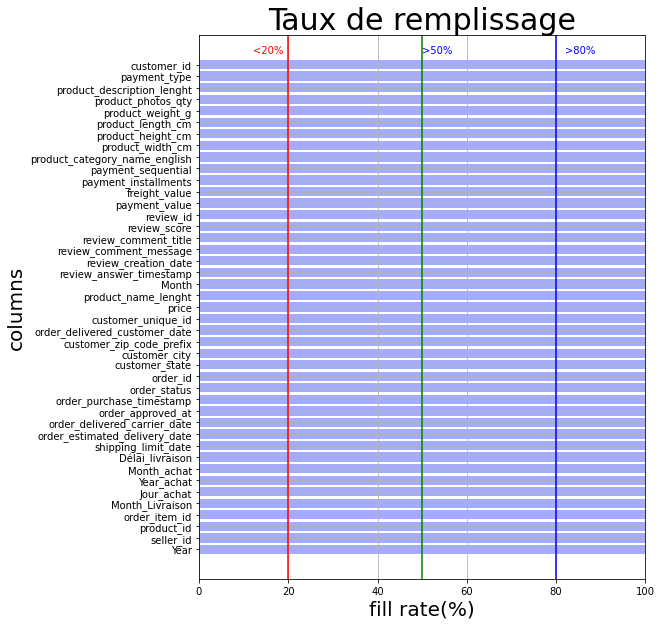 Taux de remplissage
<20%
>50%
>80%
customer_id
payment_type
product_description_lenght
product_photos_qty
product_weight_g
product_length_cm
product_height_cm
product_width_cm
product_category_name_english
payment_sequential
payment_installments
freight_value
payment_value
review_id
review_score
review_comment_title
review_comment_message
review_creation_date
review_answer_timestamp
Month
product_name_lenght
price
customer_unique_id
order_delivered_customer_date
customer_zip_code_prefix
customer_city
customer_state
order_id
order_status
order_purchase_timestamp
order_approved_at
order_delivered_carrier_date
order_estimated_delivery_date
shipping_limit_date
Délai_livraison
Month_achat
Year_achat
Jour_achat
Month_Livraison
order_item_id
product_id
seller_id
Year
columns
0 20 40 60 80 100
fill rate(%)